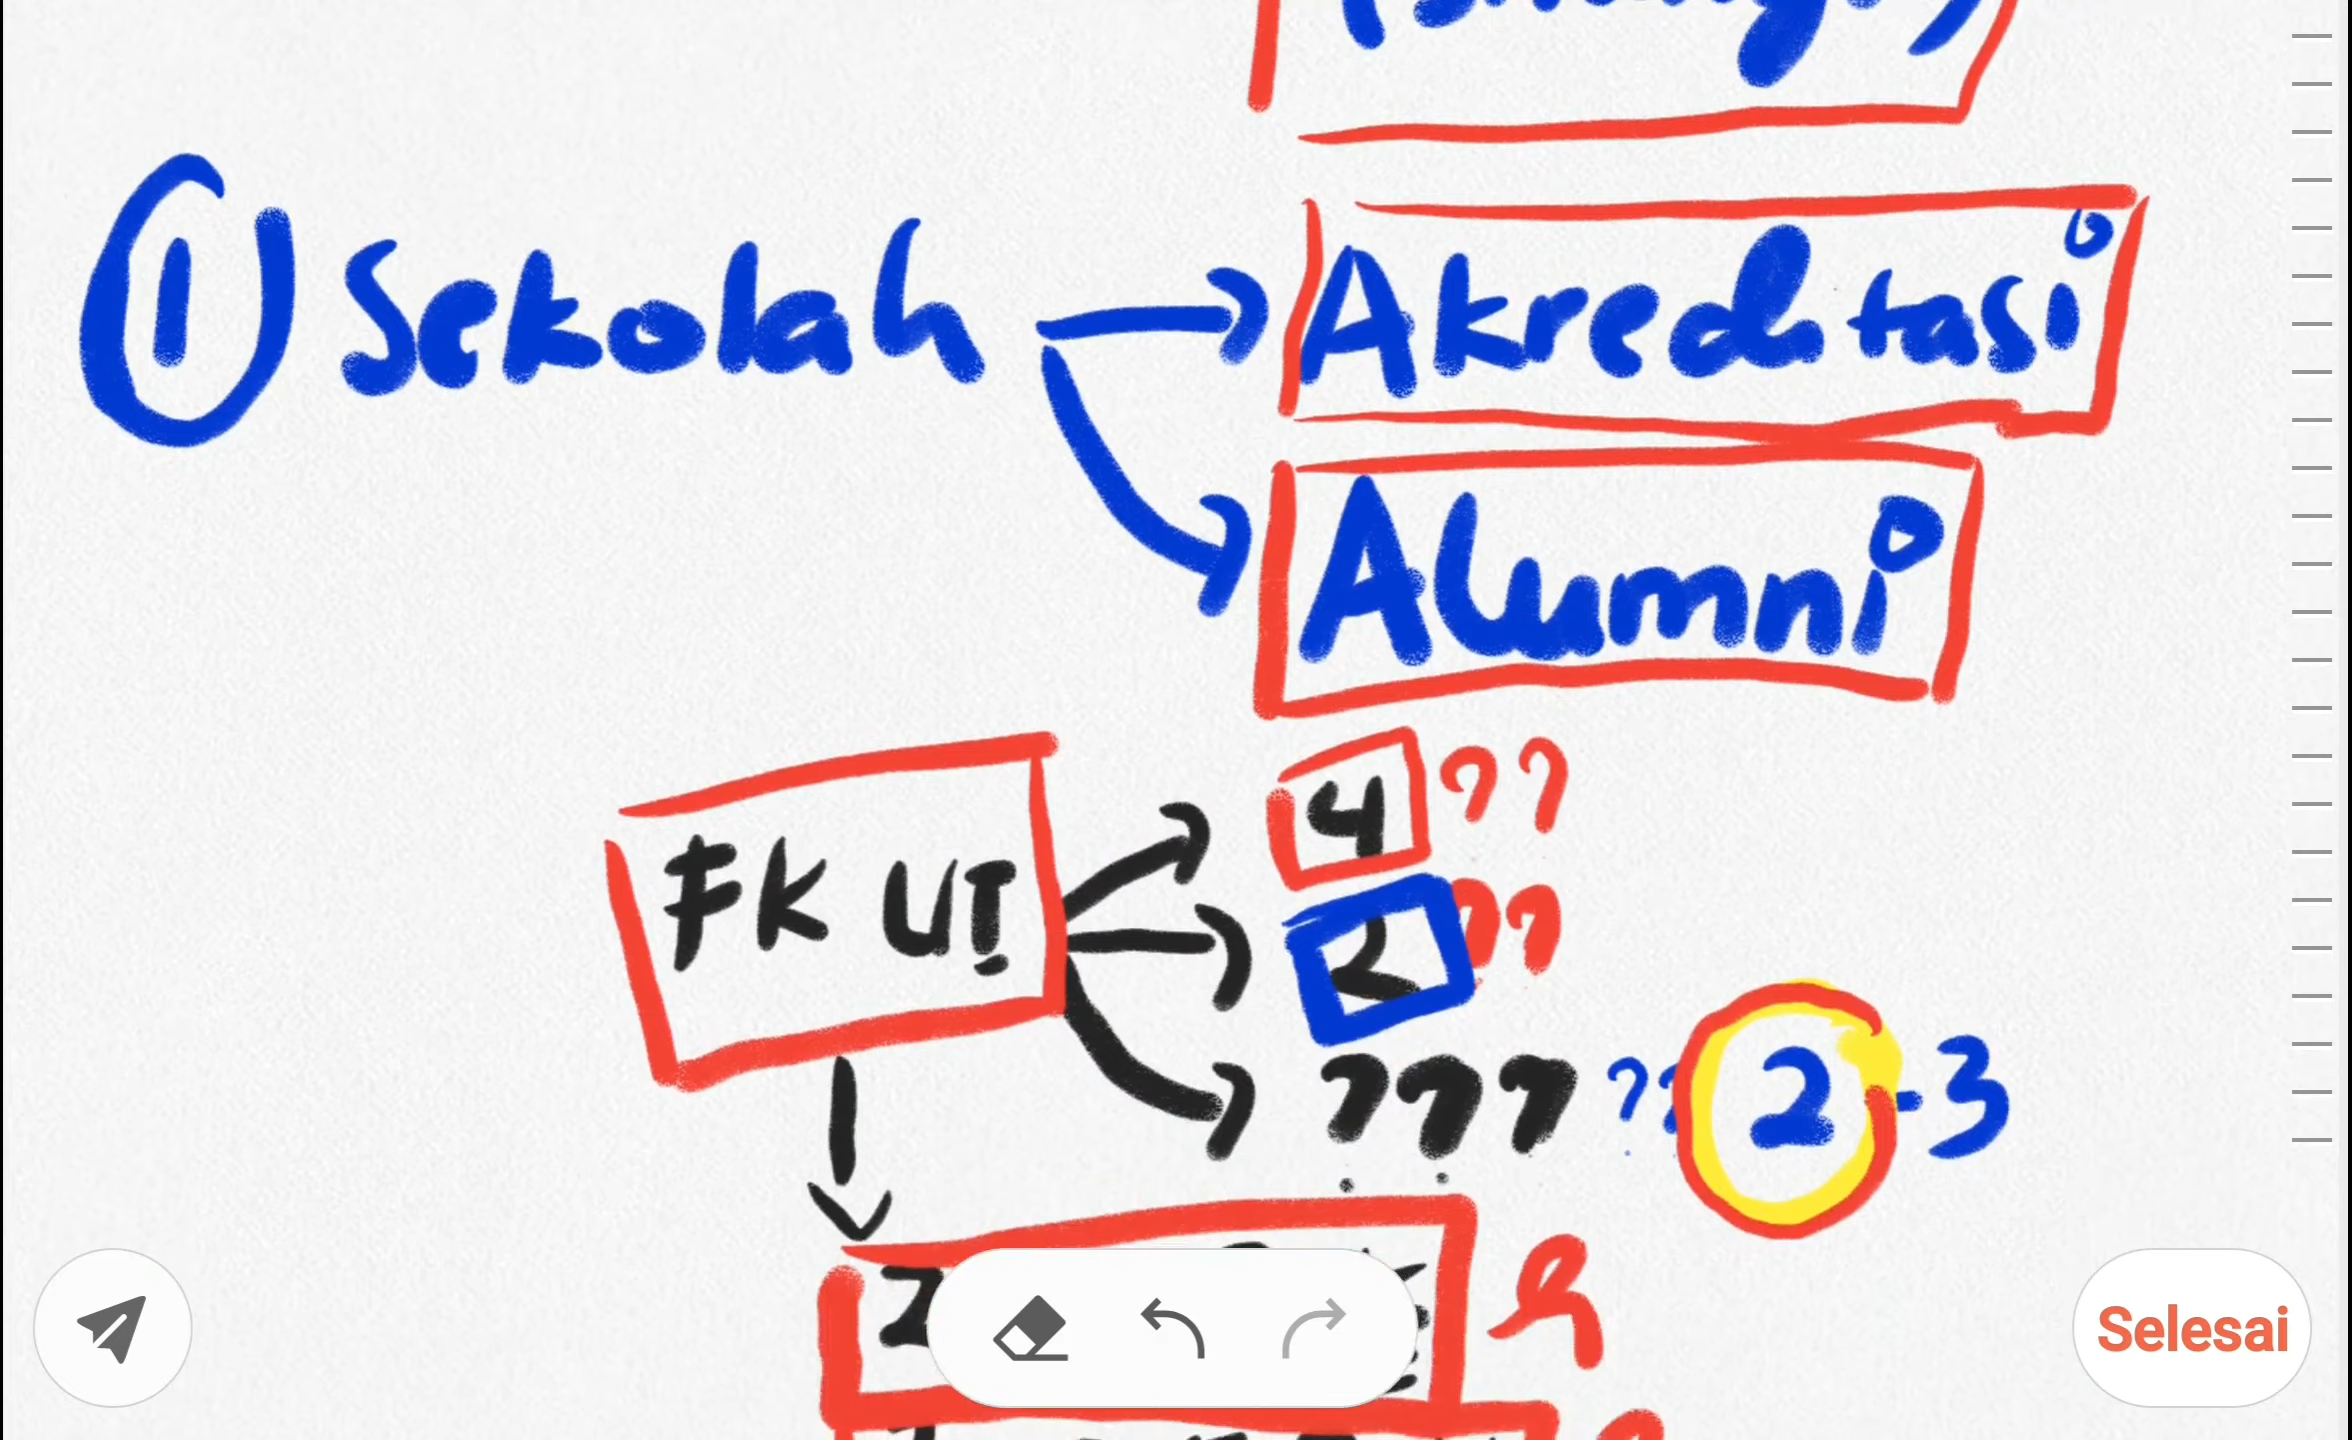 1 Sekolah → Akreditasi
→ Alumni
FK UI → 4 ??
→ 2 ??
→ ??? ?? 2 - 3
Selesai